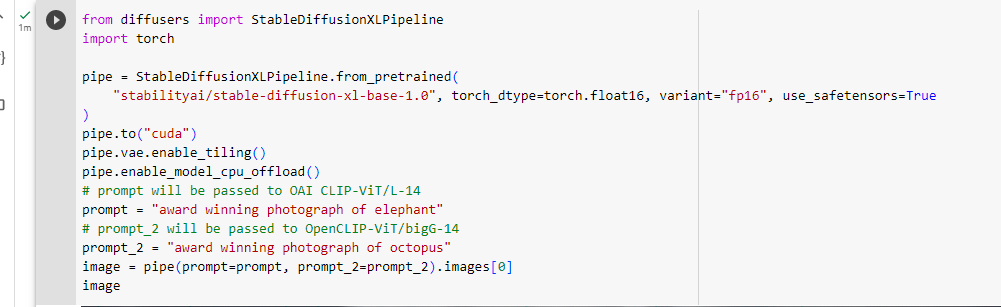 1m
from diffusers import StableDiffusionXLPipeline
import torch
pipe = StableDiffusionXLPipeline.from_pretrained(
"stabilityai/stable-diffusion-xl-base-1.0", torch_dtype=torch.float16, variant="fp16", use_safetensors=True
)
pipe.to("cuda")
pipe.vae.enable_tiling()
pipe.enable_model_cpu_offload()
# prompt will be passed to OAI CLIP-ViT/L-14
prompt = "award winning photograph of elephant"
# prompt_2 will be passed to OpenCLIP-ViT/bigG-14
prompt_2 = "award winning photograph of octopus"
image = pipe(prompt=prompt, prompt_2=prompt_2).images[0]
image